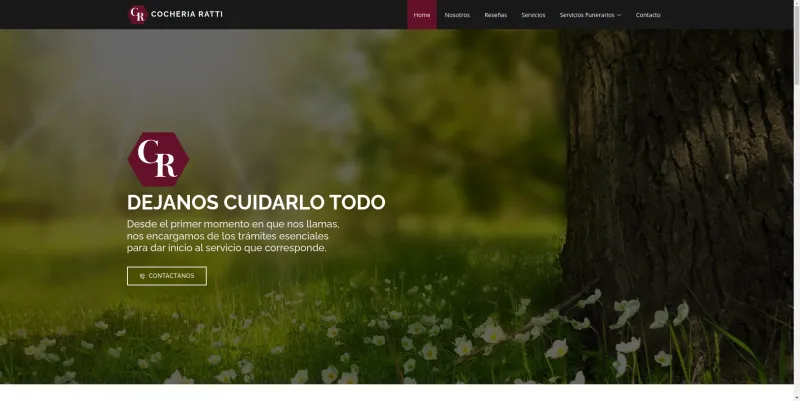 CR COCHERIA RATTI
Home Nosotros Reseñas Servicios Servicios Funerarios Contacto
CR
DEJANOS CUIDARLO TODO
Desde el primer momento en que nos llamas,
nos encargamos de los trámites esenciales
para dar inicio al servicio que corresponde.
CONTACTANOS